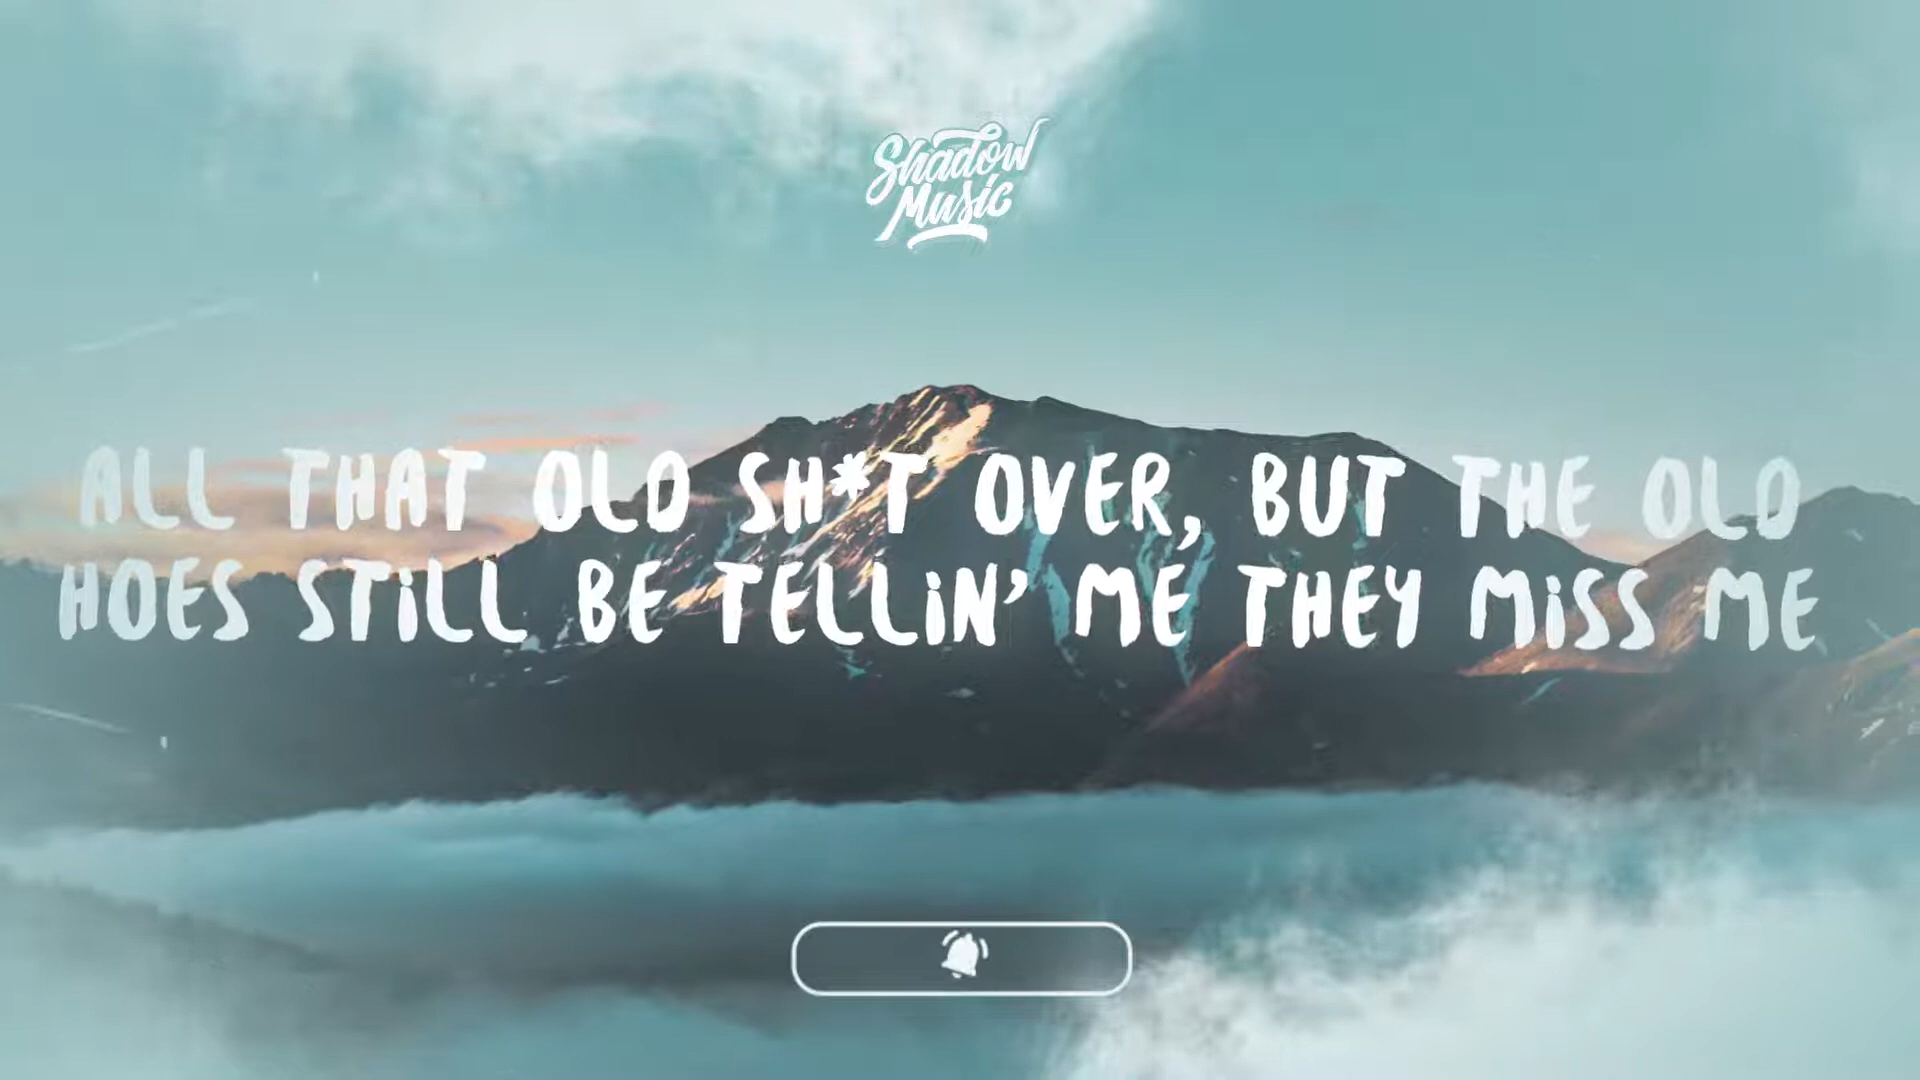 Shadow
Music
ALL THAT OLD SH*T OVER, BUT THE OLD
HOES STiLL BE TELLiN' ME THEY MiSS ME